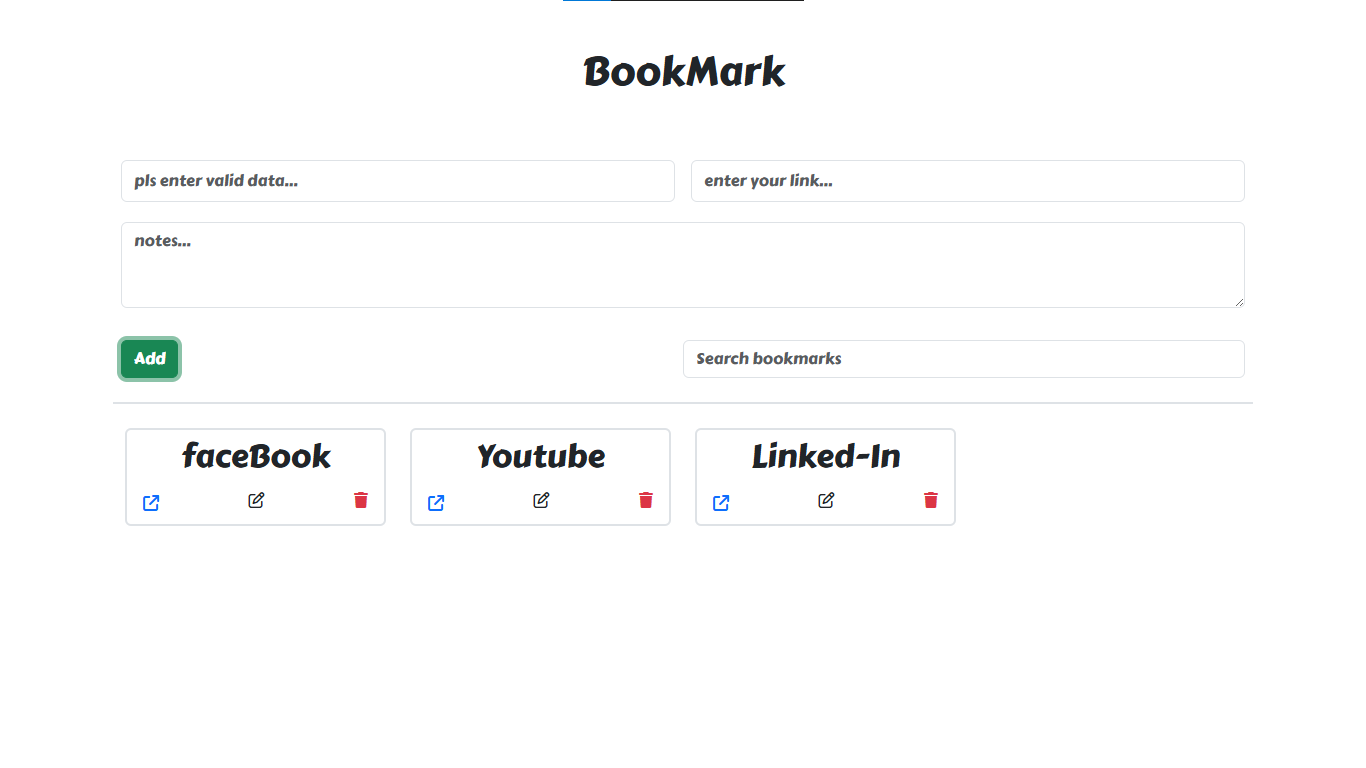 BookMark
pls enter valid data...
enter your link...
notes...
Add
Search bookmarks
faceBook
Youtube
Linked-In